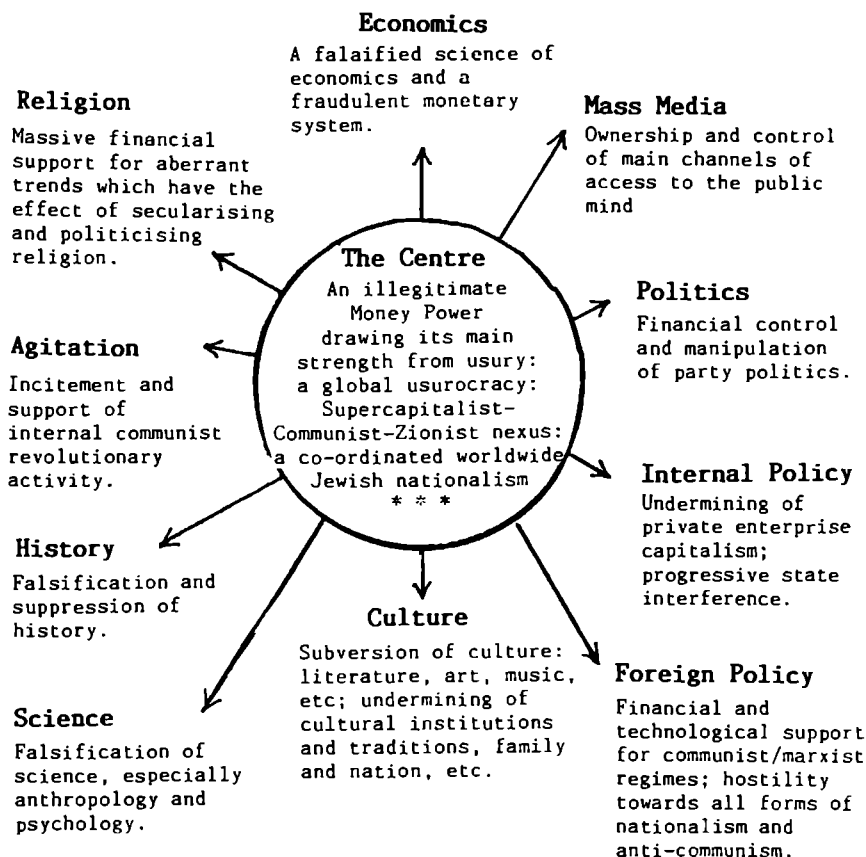 Economics
A falaified science of
economics and a
fraudulent monetary
system.
Religion
Massive financial
support for aberrant
trends which have the
effect of secularising
and politicising
religion.
Mass Media
Ownership and control
of main channels of
access to the public
mind
The Centre
An illegitimate
Money Power
drawing its main
strength from usury:
a global usurocracy:
Supercapitalist-
Communist-Zionist nexus:
a co-ordinated worldwide
Jewish nationalism
* * *
Politics
Financial control
and manipulation
of party politics.
Agitation
Incitement and
support of
internal communist
revolutionary
activity.
Internal Policy
Undermining of
private enterprise
capitalism;
progressive state
interference.
History
Falsification and
suppression of
history.
Culture
Subversion of culture:
literature, art, music,
etc; undermining of
cultural institutions
and traditions, family
and nation, etc.
Foreign Policy
Financial and
technological support
for communist/marxist
regimes; hostility
towards all forms of
nationalism and
anti-communism.
Science
Falsification of
science, especially
anthropology and
psychology.